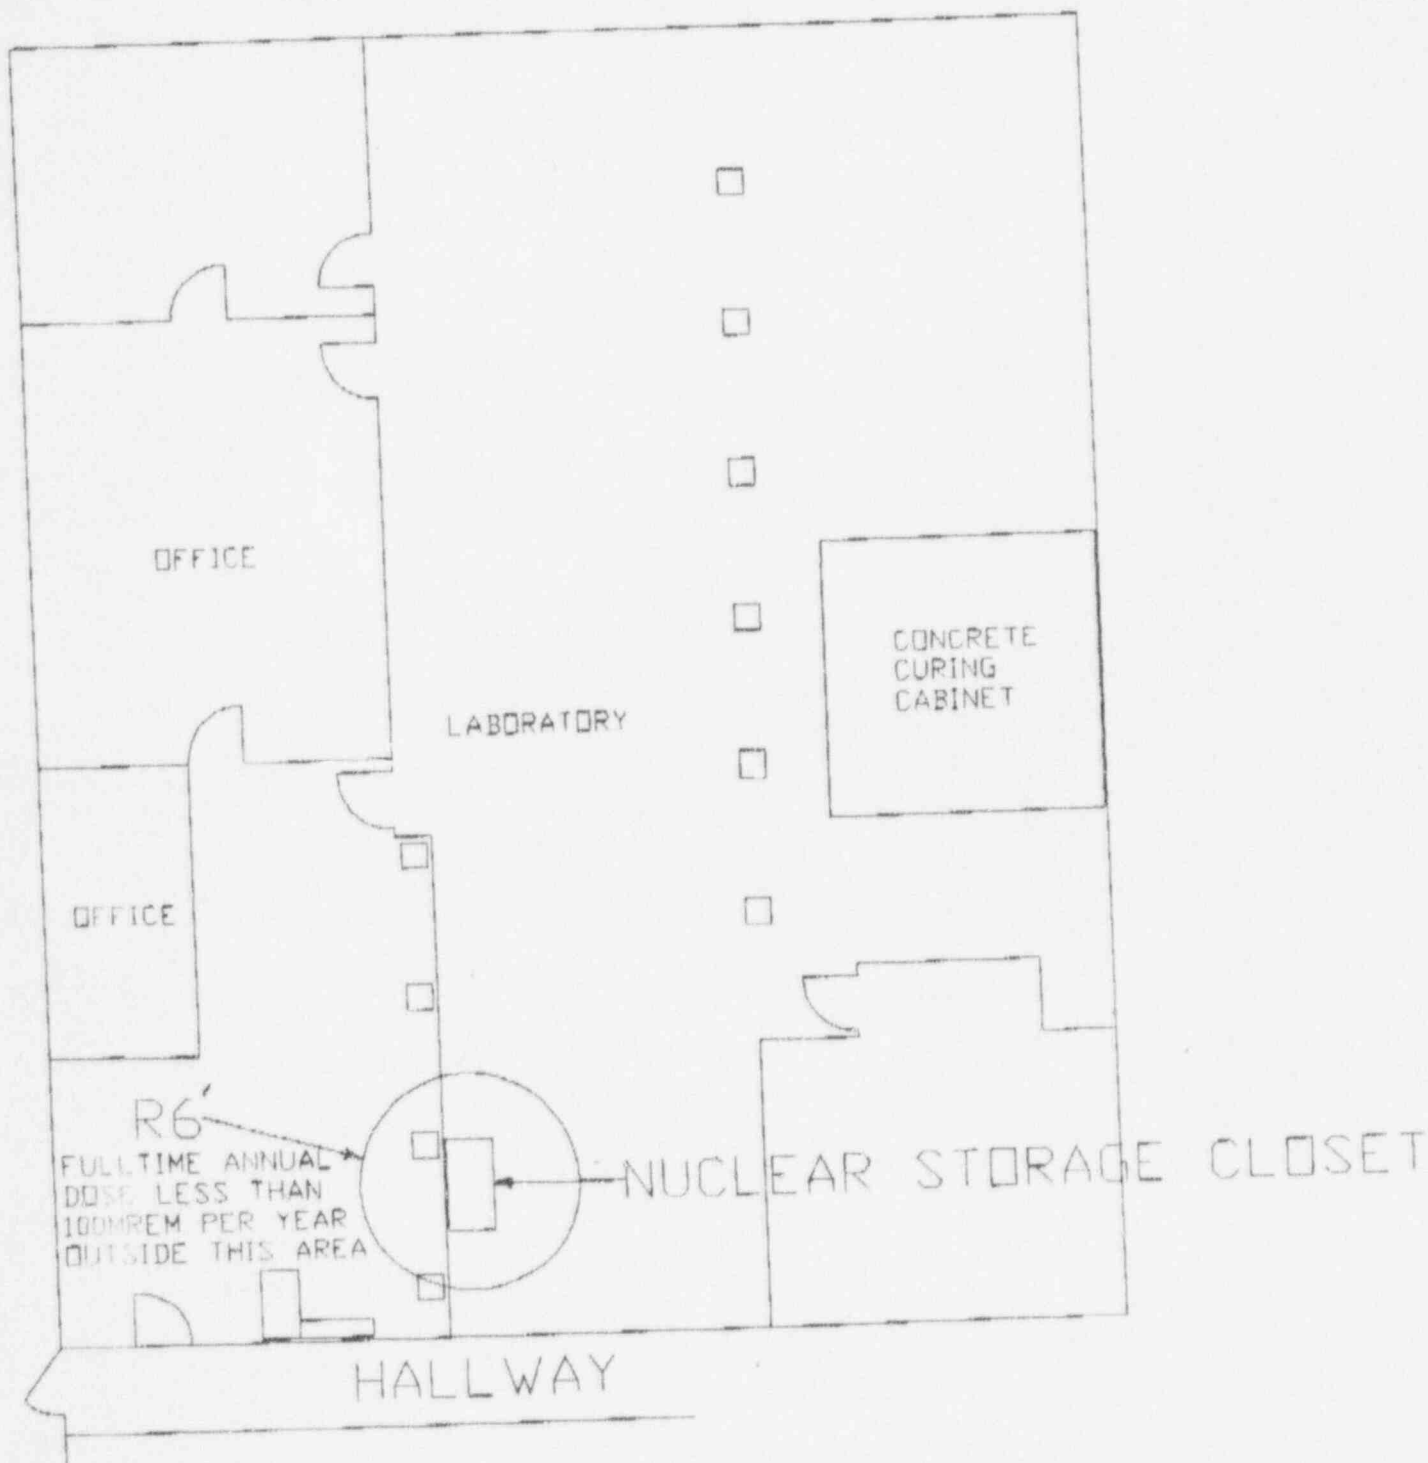 OFFICE
CONCRETE
CURING
CABINET
LABORATORY
OFFICE
R6'
FULLTIME ANNUAL
DOSE LESS THAN
100MREM PER YEAR
OUTSIDE THIS AREA
NUCLEAR STORAGE CLOSET
HALLWAY